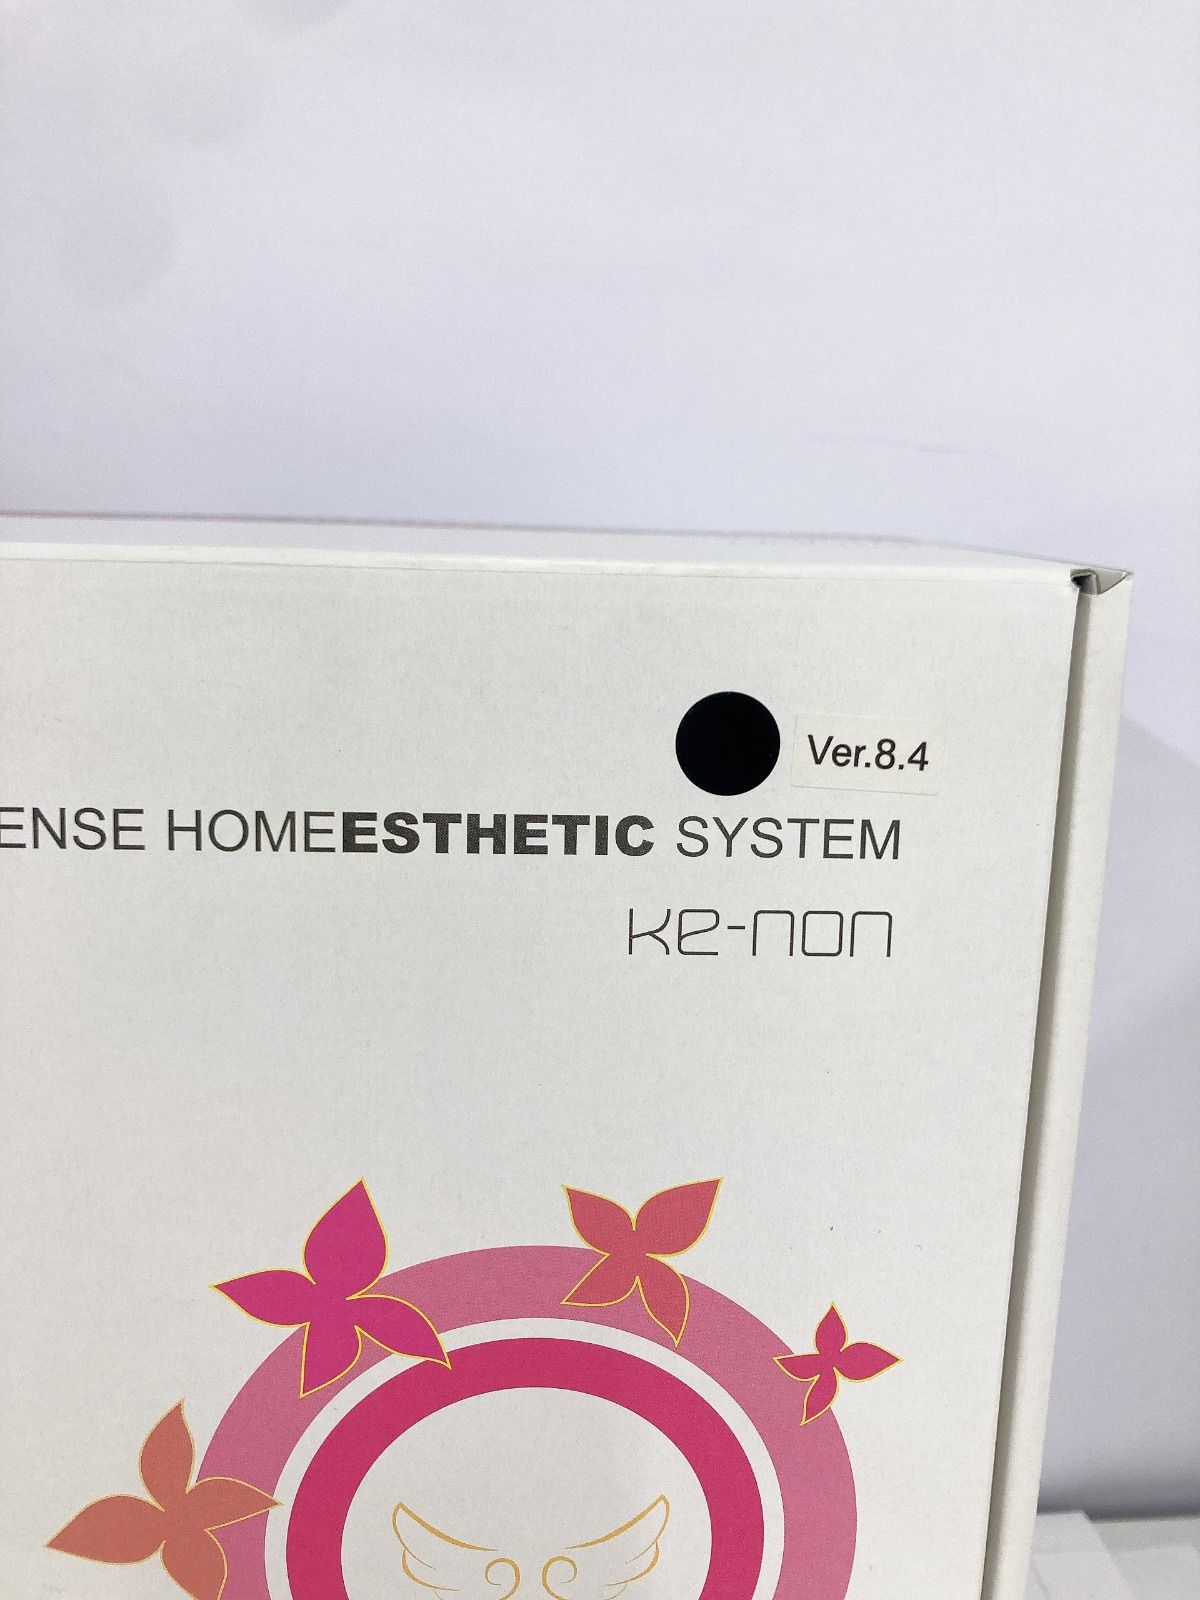 Ver.8.4
ENSE HOMEESTHETIC SYSTEM
ke-non